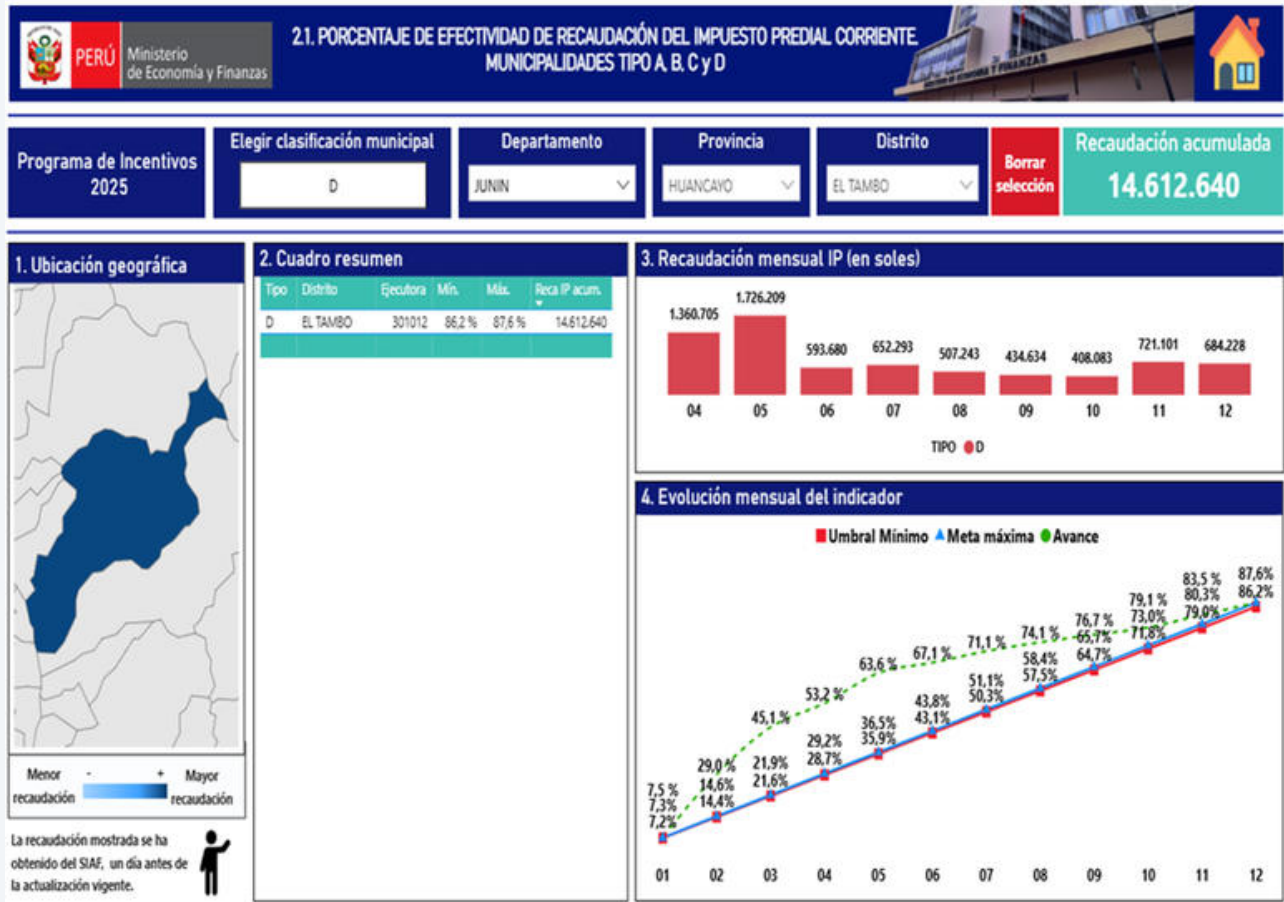 PERÚ
Ministerio
de Economía y Finanzas
2.1. PORCENTAJE DE EFECTIVIDAD DE RECAUDACIÓN DEL IMPUESTO PREDIAL CORRIENTE.
MUNICIPALIDADES TIPO A, B, C y D
Programa de Incentivos
2025
Elegir clasificación municipal
D
Departamento
JUNIN
Provincia
HUANCAYO
Distrito
EL TAMBO
Borrar
selección
Recaudación acumulada
14.612.640
1. Ubicación geográfica
Menor - + Mayor
recaudación recaudación
La recaudación mostrada se ha
obtenido del SIAF, un día antes de
la actualización vigente.
2. Cuadro resumen
Tipo Distrito Ejecutora Mín. Máx. Reca IP acum.
D EL TAMBO 301012 86,2 % 87,6 % 14.612.640
3. Recaudación mensual IP (en soles)
1.360.705 1.726.209 593.680 652.293 507.243 434.634 408.083 721.101 684.228
04 05 06 07 08 09 10 11 12
TIPO D
4. Evolución mensual del indicador
Umbral Mínimo Meta máxima Avance
7,5 % 29,0 % 45,1 % 53,2 % 63,6 % 67,1 % 71,1 % 74,1 % 76,7 % 79,1 % 83,5 % 87,6%
7,3% 14,6% 21,9% 29,2% 36,5% 43,8% 51,1% 58,4% 65,7% 73,0% 80,3% 86,2%
7,2% 14,4% 21,6% 28,7% 35,9% 43,1% 50,3% 57,5% 64,7% 71,8% 79,0%
01 02 03 04 05 06 07 08 09 10 11 12